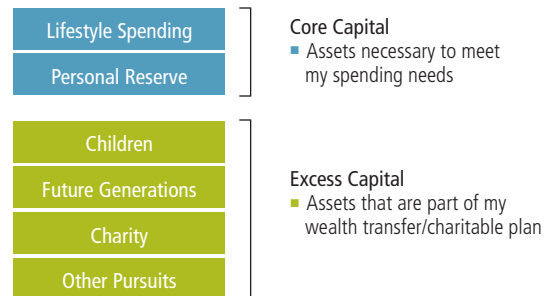 Lifestyle Spending
Personal Reserve
Core Capital
Assets necessary to meet
my spending needs
Children
Future Generations
Charity
Other Pursuits
Excess Capital
Assets that are part of my
wealth transfer/charitable plan